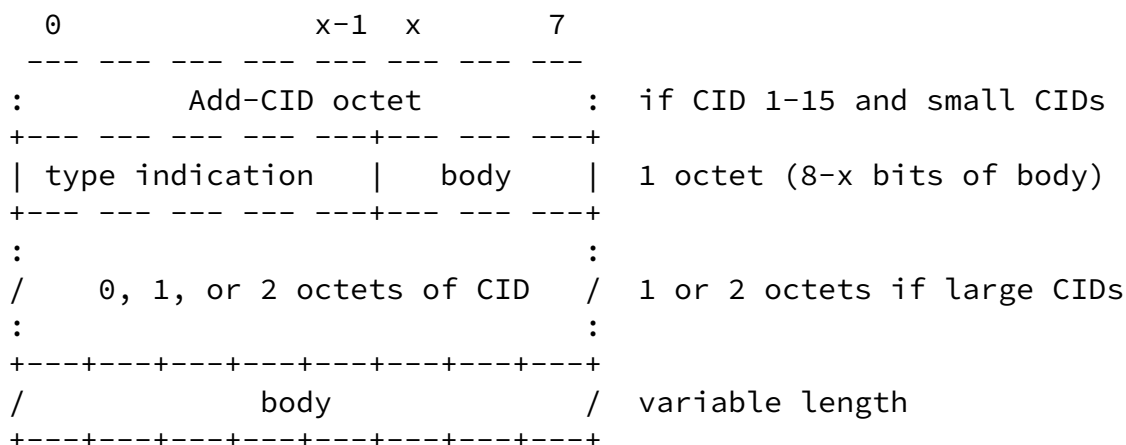 0              x-1  x       7
 --- --- --- --- --- --- --- ---
:         Add-CID octet         :  if CID 1-15 and small CIDs
+--- --- --- --- ---+--- --- ---+
| type indication   |   body    |  1 octet (8-x bits of body)
+--- --- --- --- ---+--- --- ---+
:                               :
/    0, 1, or 2 octets of CID   /  1 or 2 octets if large CIDs
:                               :
+---+---+---+---+---+---+---+---+
/             body              /  variable length
+---+---+---+---+---+---+---+---+